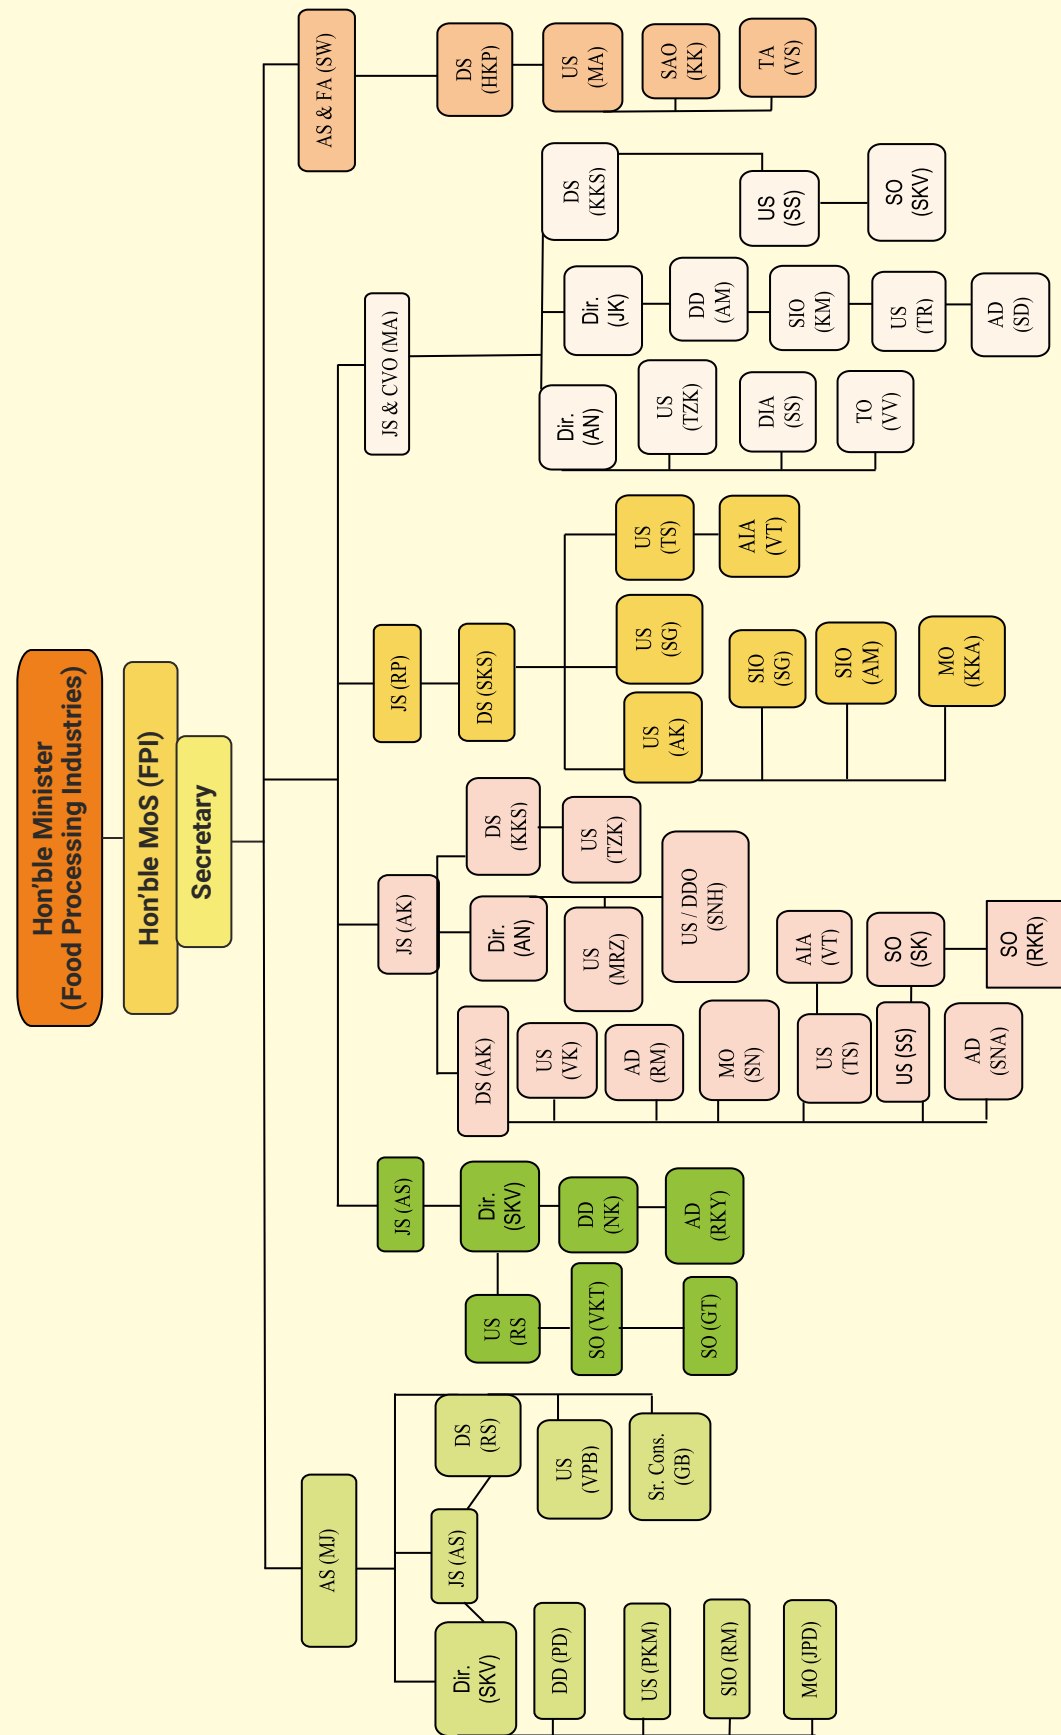 Hon'ble Minister
(Food Processing Industries)
Hon'ble MoS (FPI)
Secretary
AS (MJ)
AS & FA (SW)
JS (AS)
JS (AK)
JS (RP)
JS & CVO (MA)
Dir.
(SKV)
JS (AS)
DS
(RS)
DD (PD)
US (PKM)
SIO (RM)
MO (JPD)
US
(VPB)
Sr. Cons.
(GB)
US
(RS
Dir.
(SKV)
SO (VKT)
SO (GT)
DD
(NK)
AD
(RKY)
DS (AK)
Dir.
(AN)
DS
(KKS)
US
(VK)
AD
(RM)
MO
(SN)
US
(TS)
AIA
(VT)
US (SS)
SO
(SK)
SO
(RKR)
AD
(SNA)
US
(MRZ)
US / DDO
(SNH)
US
(TZK)
DS (SKS)
US
(AK)
US
(SG)
US
(TS)
SIO
(SG)
SIO
(AM)
MO
(KKA)
AIA
(VT)
Dir.
(AN)
Dir.
(JK)
DS
(KKS)
US
(TZK)
DIA
(SS)
TO
(VV)
DD
(AM)
SIO
(KM)
US
(TR)
AD
(SD)
US
(SS)
SO
(SKV)
DS
(HKP)
US
(MA)
SAO
(KK)
TA
(VS)